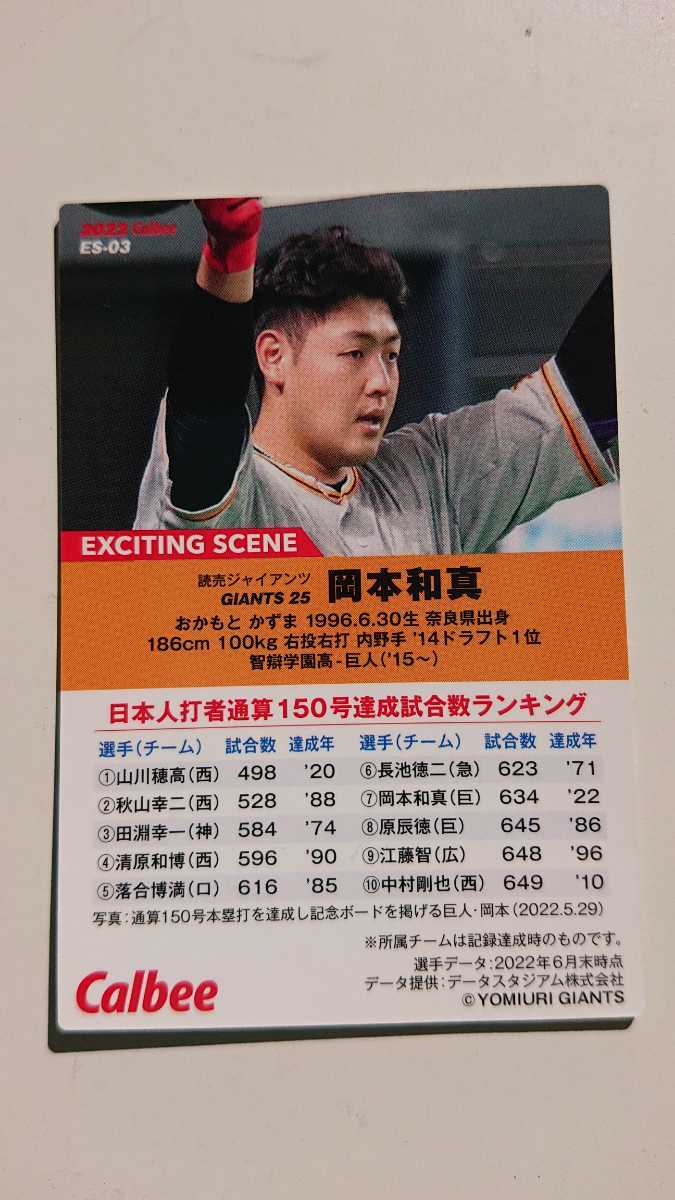 2022 Calbee
ES-03
EXCITING SCENE
読売ジャイアンツ
GIANTS 25
岡本和真
おかもと かずま 1996.6.30生 奈良県出身
186cm 100kg 右投右打 内野手 '14ドラフト1位
智辯学園高-巨人('15〜)
日本人打者通算150号達成試合数ランキング
選手(チーム) 試合数 達成年
①山川穂高(西) 498 '20
②秋山幸二(西) 528 '88
③田淵幸一(神) 584 '74
④清原和博(西) 596 '90
⑤落合博満(ロ) 616 '85
選手(チーム) 試合数 達成年
⑥長池徳二(急) 623 '71
⑦岡本和真(巨) 634 '22
⑧原辰徳(巨) 645 '86
⑨江藤智(広) 648 '96
⑩中村剛也(西) 649 '10
写真:通算150号本塁打を達成し記念ボードを掲げる巨人・岡本(2022.5.29)
※所属チームは記録達成時のものです。
選手データ:2022年6月末時点
データ提供:データスタジアム株式会社
©YOMIURI GIANTS
Calbee